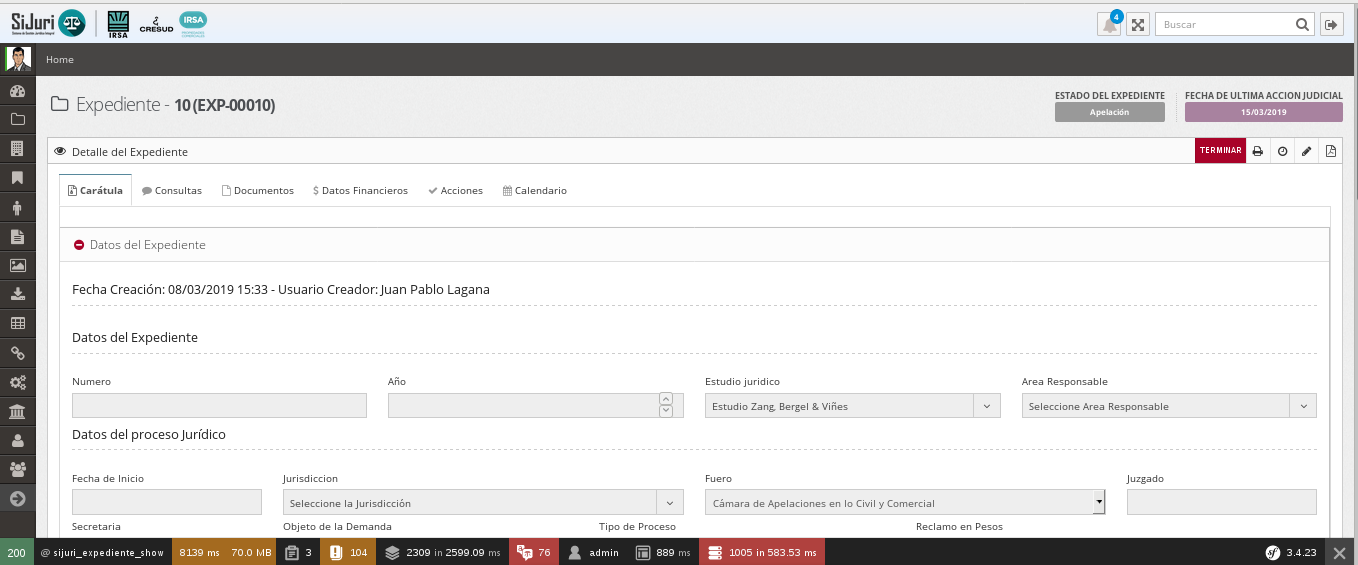 SiJuri IRSA CRESUD IRSA
4 Buscar
Home
Expediente - 10 (EXP-00010)
ESTADO DEL EXPEDIENTE FECHA DE ULTIMA ACCION JUDICIAL
Apelación 15/03/2019
Detalle del Expediente TERMINAR
Carátula Consultas Documentos $ Datos Financieros Acciones Calendario
Datos del Expediente
Fecha Creación: 08/03/2019 15:33 - Usuario Creador: Juan Pablo Lagana
Datos del Expediente
Numero Año Estudio juridico Area Responsable
Estudio Zang, Bergel & Viñes Seleccione Area Responsable
Datos del proceso Jurídico
Fecha de Inicio Jurisdiccion Fuero Juzgado
Seleccione la Jurisdicción Cámara de Apelaciones en lo Civil y Comercial
Secretaria Objeto de la Demanda Tipo de Proceso Reclamo en Pesos
200 @ sijuri_expediente_show 8139 ms 70.0 MB 3 104 2309 in 2599.09 ms 76 admin 889 ms 1005 in 583.53 ms sf 3.4.23